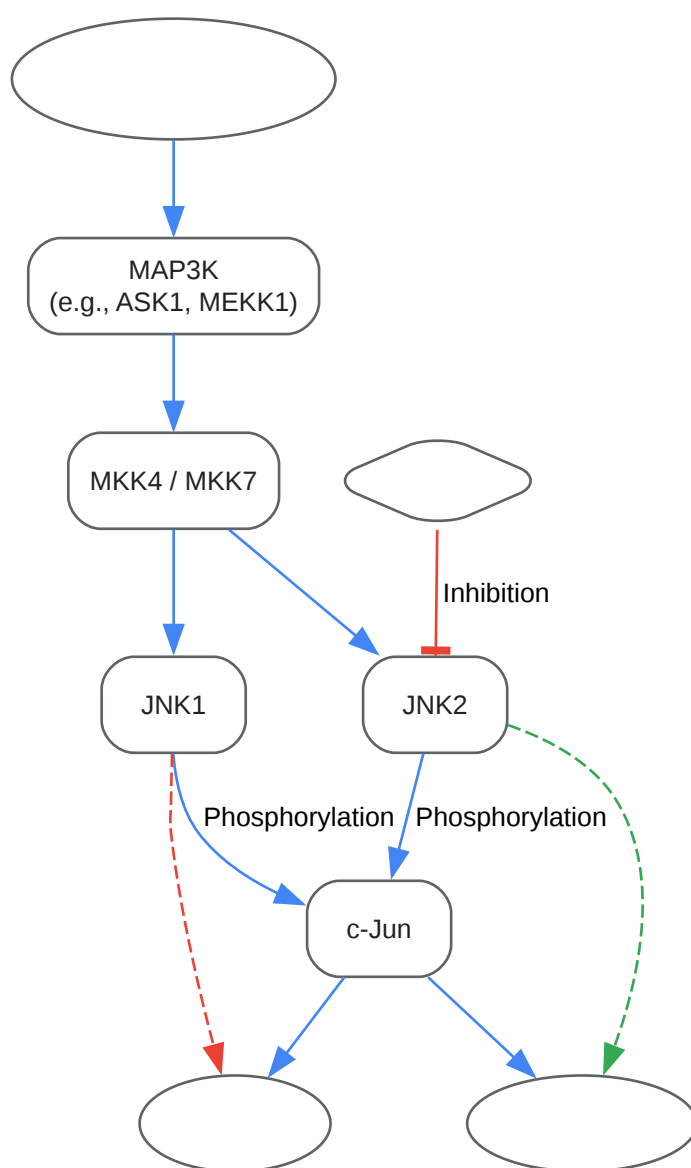 MAP3K
(e.g., ASK1, MEKK1)
MKK4 / MKK7
Inhibition
JNK1
JNK2
Phosphorylation
Phosphorylation
c-Jun